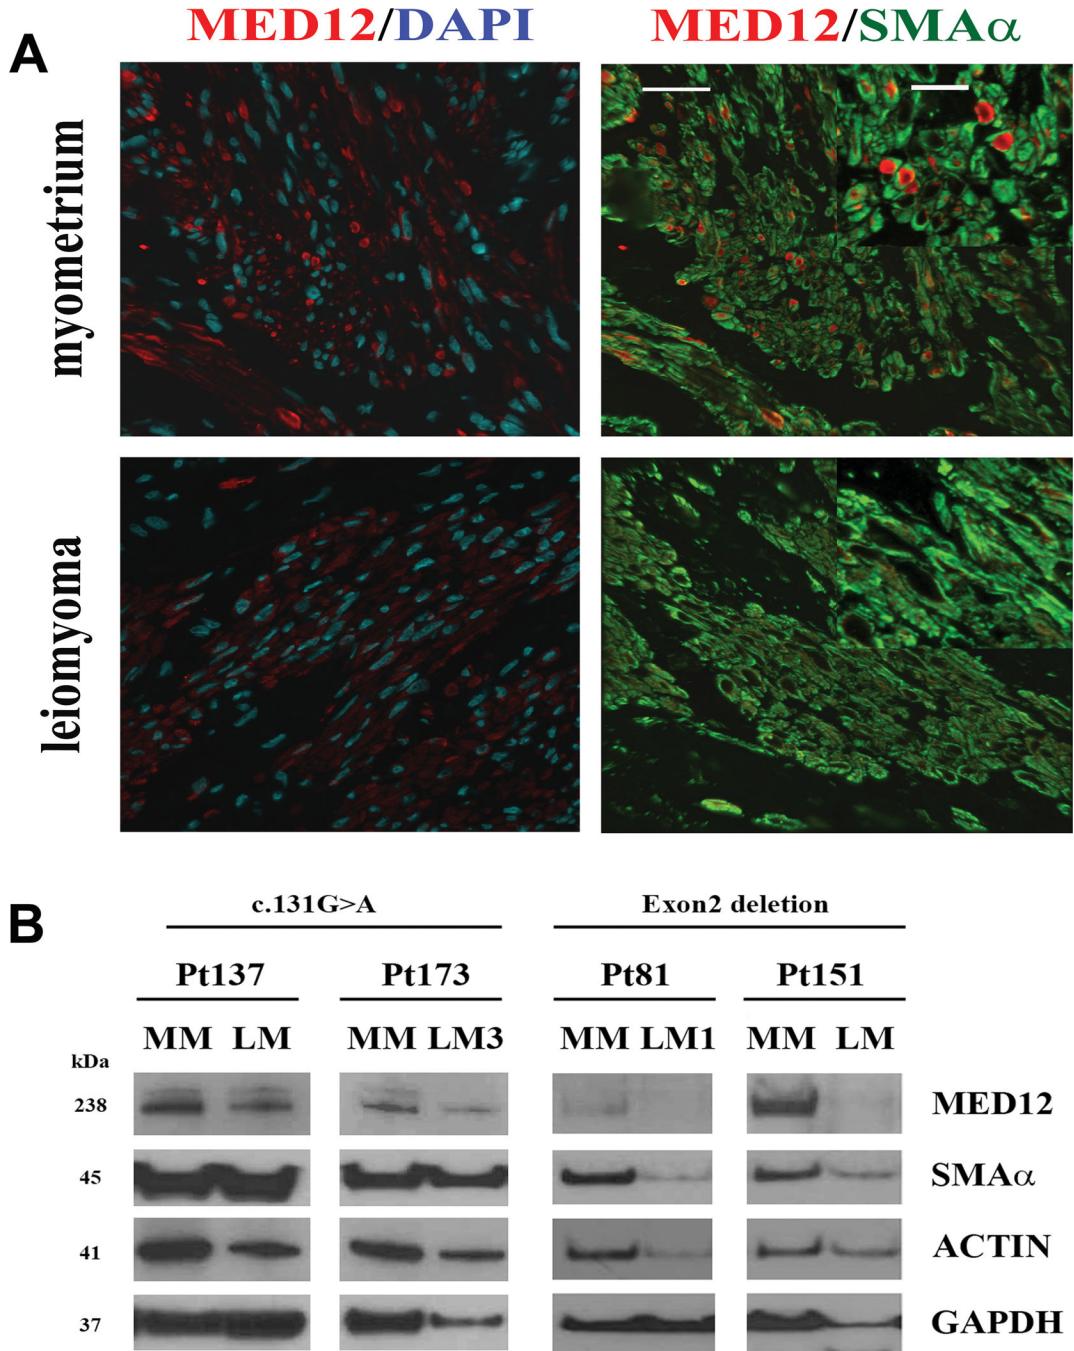 MED12/DAPI MED12/SMAα
A
myometrium
leiomyoma
B
c.131G>A Exon2 deletion
Pt137 Pt173 Pt81 Pt151
MM LM MM LM3 MM LM1 MM LM
kDa
238 MED12
45 SMAα
41 ACTIN
37 GAPDH